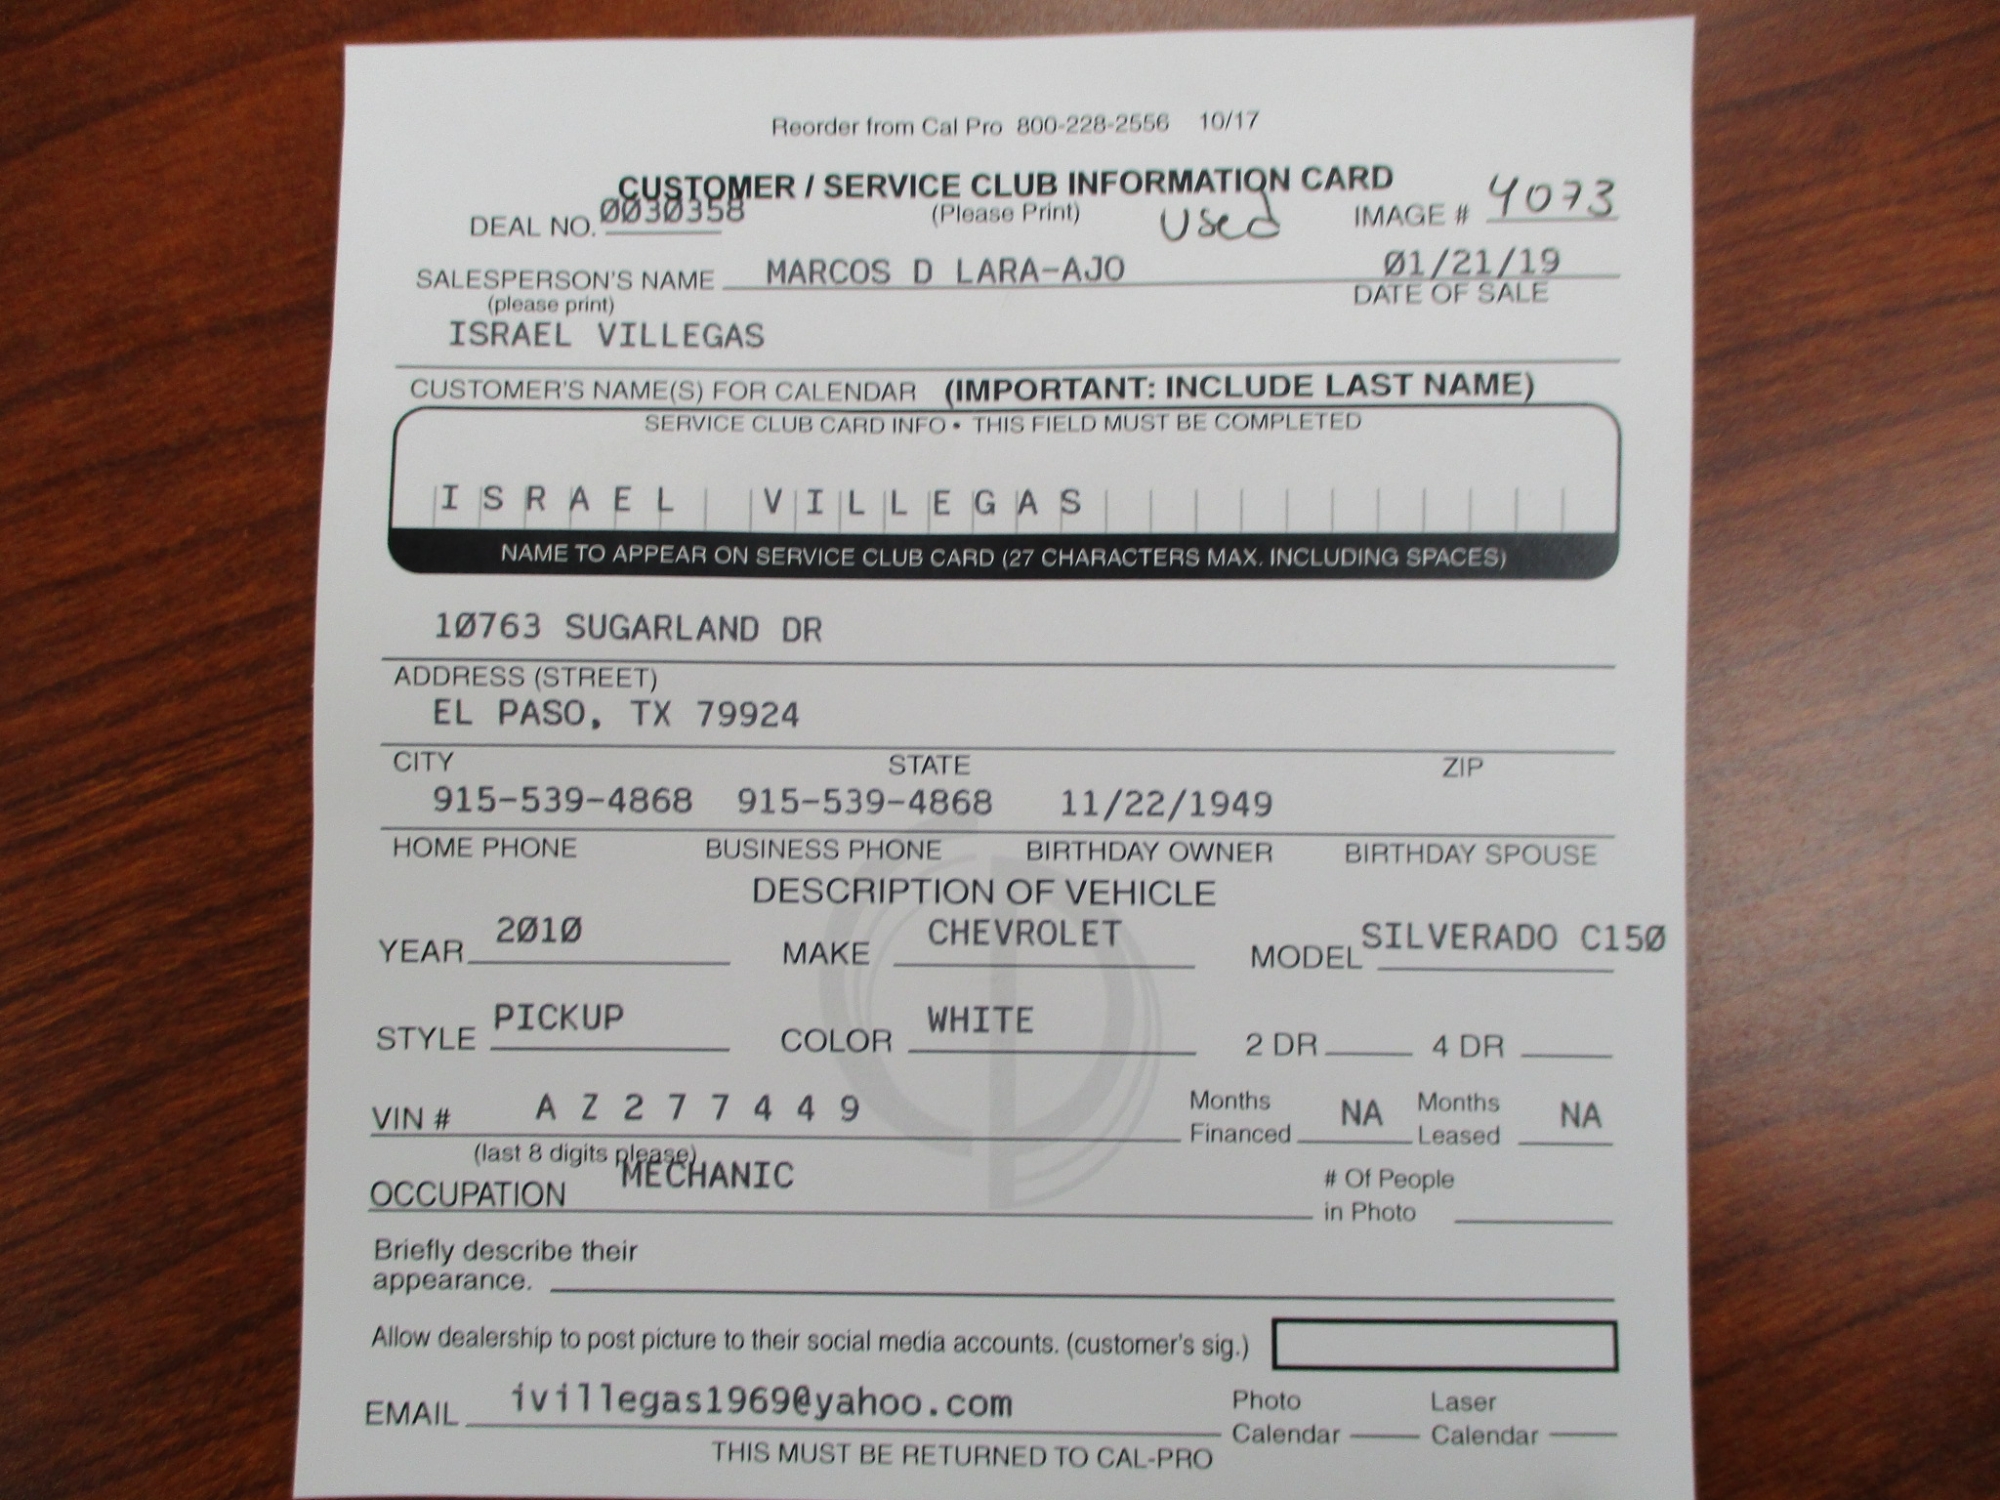 Reorder from Cal Pro 800-228-2556 10/17
CUSTOMER / SERVICE CLUB INFORMATION CARD
DEAL NO. 0030358 (Please Print) Used IMAGE # 4073
SALESPERSON'S NAME MARCOS D LARA-AJO 01/21/19
(please print) DATE OF SALE
ISRAEL VILLEGAS
CUSTOMER'S NAME(S) FOR CALENDAR (IMPORTANT: INCLUDE LAST NAME)
SERVICE CLUB CARD INFO • THIS FIELD MUST BE COMPLETED
I S R A E L V I L L E G A S
NAME TO APPEAR ON SERVICE CLUB CARD (27 CHARACTERS MAX. INCLUDING SPACES)
10763 SUGARLAND DR
ADDRESS (STREET)
EL PASO, TX 79924
CITY STATE ZIP
915-539-4868 915-539-4868 11/22/1949
HOME PHONE BUSINESS PHONE BIRTHDAY OWNER BIRTHDAY SPOUSE
DESCRIPTION OF VEHICLE
YEAR 2010 MAKE CHEVROLET MODEL SILVERADO C150
STYLE PICKUP COLOR WHITE 2 DR 4 DR
VIN # A Z 2 7 7 4 4 9 Months Financed NA Months Leased NA
(last 8 digits please)
OCCUPATION MECHANIC # Of People in Photo
Briefly describe their
appearance.
Allow dealership to post picture to their social media accounts. (customer's sig.)
EMAIL ivillegas1969@yahoo.com Photo Calendar Laser Calendar
THIS MUST BE RETURNED TO CAL-PRO